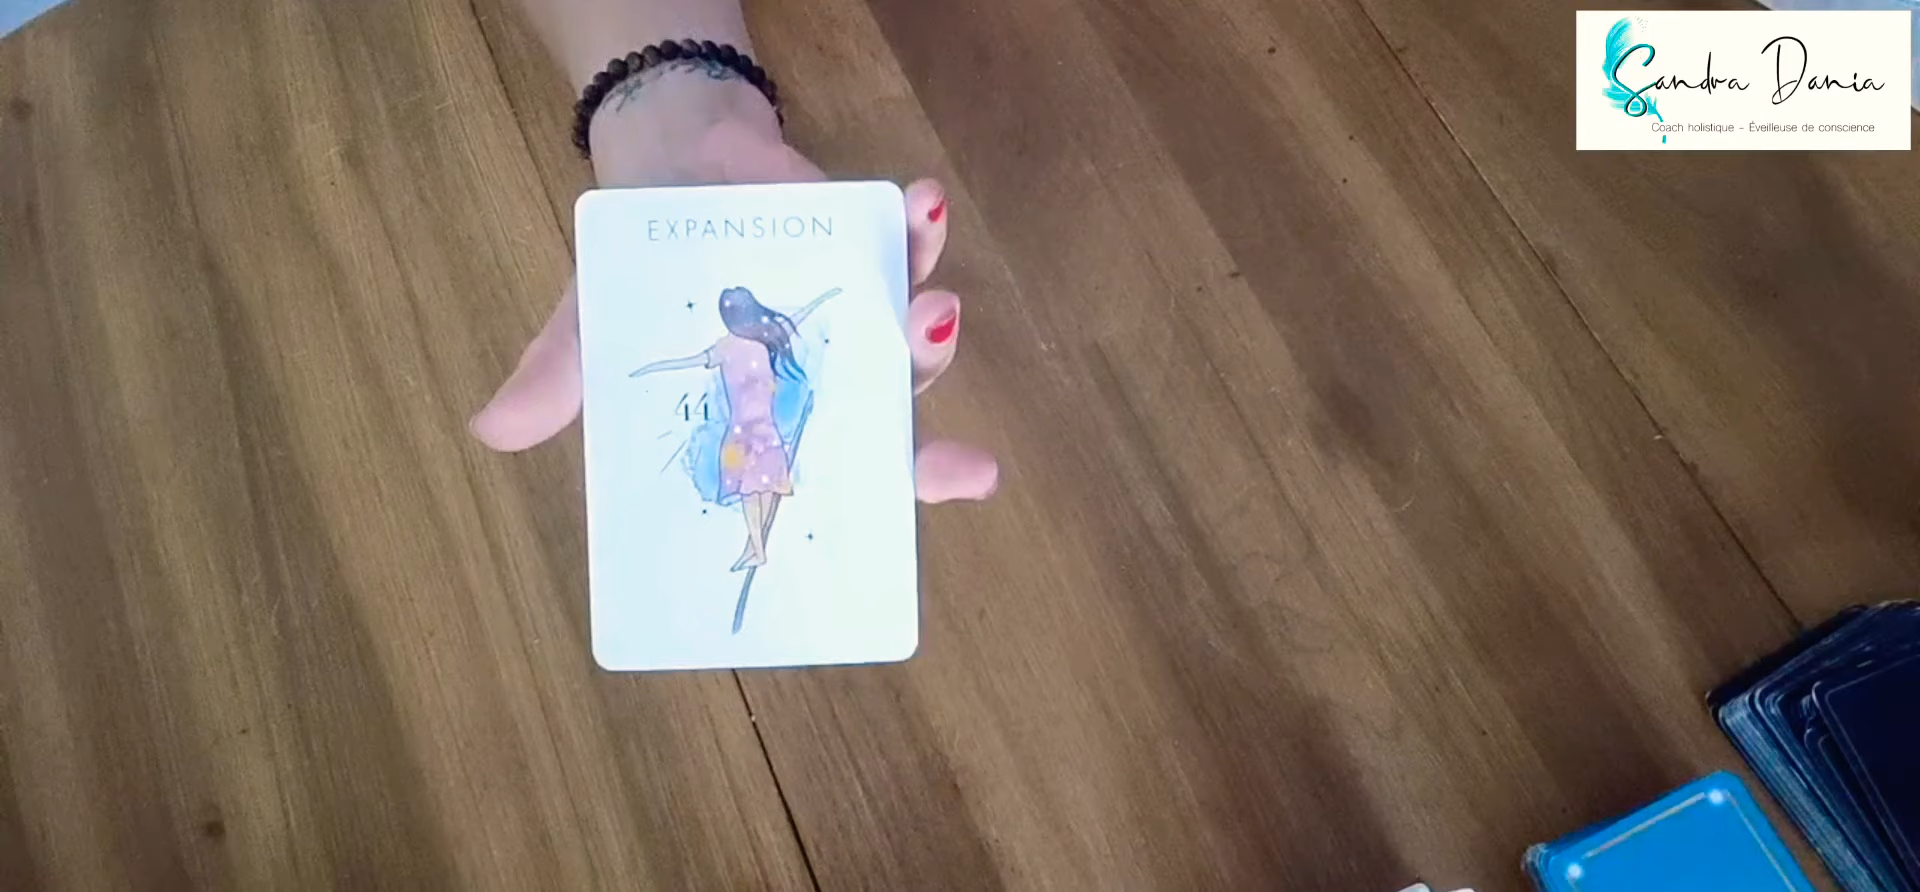 EXPANSION
44
Sandra Dania
Coach holistique - Éveilleuse de conscience